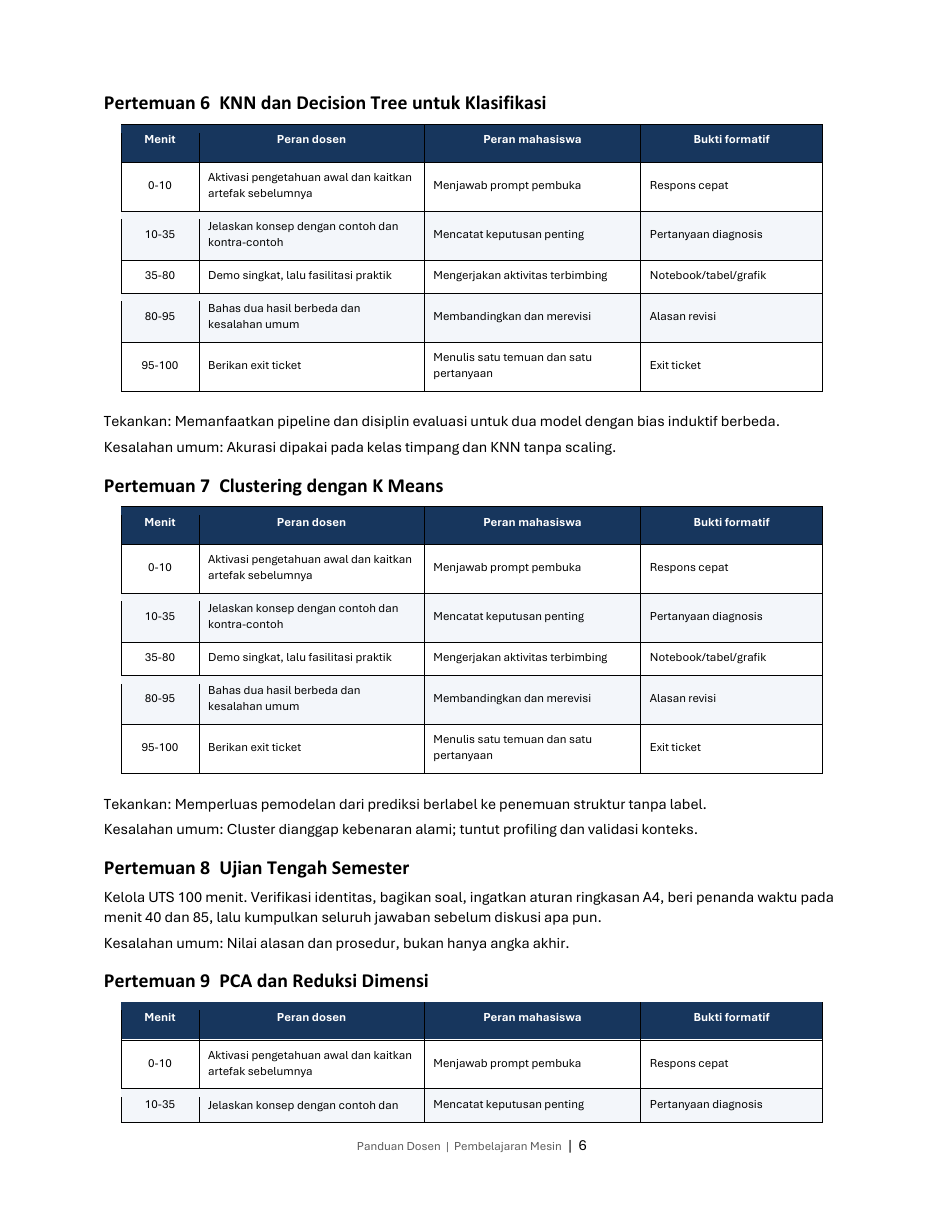 Pertemuan 6  KNN dan Decision Tree untuk Klasifikasi
Menit Peran dosen Peran mahasiswa Bukti formatif
0-10 Aktivasi pengetahuan awal dan kaitkan artefak sebelumnya Menjawab prompt pembuka Respons cepat
10-35 Jelaskan konsep dengan contoh dan kontra-contoh Mencatat keputusan penting Pertanyaan diagnosis
35-80 Demo singkat, lalu fasilitasi praktik Mengerjakan aktivitas terbimbing Notebook/tabel/grafik
80-95 Bahas dua hasil berbeda dan kesalahan umum Membandingkan dan merevisi Alasan revisi
95-100 Berikan exit ticket Menulis satu temuan dan satu pertanyaan Exit ticket
Tekankan: Memanfaatkan pipeline dan disiplin evaluasi untuk dua model dengan bias induktif berbeda.
Kesalahan umum: Akurasi dipakai pada kelas timpang dan KNN tanpa scaling.
Pertemuan 7  Clustering dengan K Means
Menit Peran dosen Peran mahasiswa Bukti formatif
0-10 Aktivasi pengetahuan awal dan kaitkan artefak sebelumnya Menjawab prompt pembuka Respons cepat
10-35 Jelaskan konsep dengan contoh dan kontra-contoh Mencatat keputusan penting Pertanyaan diagnosis
35-80 Demo singkat, lalu fasilitasi praktik Mengerjakan aktivitas terbimbing Notebook/tabel/grafik
80-95 Bahas dua hasil berbeda dan kesalahan umum Membandingkan dan merevisi Alasan revisi
95-100 Berikan exit ticket Menulis satu temuan dan satu pertanyaan Exit ticket
Tekankan: Memperluas pemodelan dari prediksi berlabel ke penemuan struktur tanpa label.
Kesalahan umum: Cluster dianggap kebenaran alami; tuntut profiling dan validasi konteks.
Pertemuan 8  Ujian Tengah Semester
Kelola UTS 100 menit. Verifikasi identitas, bagikan soal, ingatkan aturan ringkasan A4, beri penanda waktu pada
menit 40 dan 85, lalu kumpulkan seluruh jawaban sebelum diskusi apa pun.
Kesalahan umum: Nilai alasan dan prosedur, bukan hanya angka akhir.
Pertemuan 9  PCA dan Reduksi Dimensi
Menit Peran dosen Peran mahasiswa Bukti formatif
0-10 Aktivasi pengetahuan awal dan kaitkan artefak sebelumnya Menjawab prompt pembuka Respons cepat
10-35 Jelaskan konsep dengan contoh dan Mencatat keputusan penting Pertanyaan diagnosis
Panduan Dosen | Pembelajaran Mesin | 6